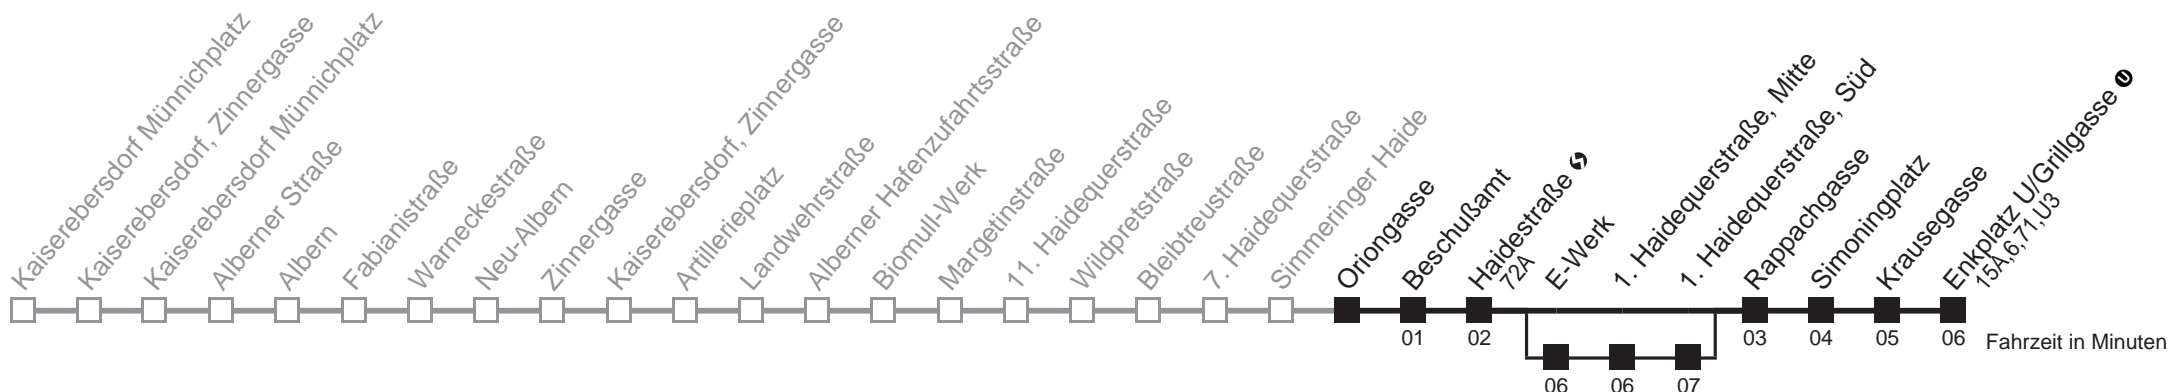 Kaiserebersdorf Münnichplatz
Kaiserebersdorf, Zinnergasse
Kaiserebersdorf Münnichplatz
Alberner Straße
Albern
Fabianistraße
Warneckestraße
Neu-Albern
Zinnergasse
Kaiserebersdorf, Zinnergasse
Artillerieplatz
Landwehrstraße
Alberner Hafenzufahrtsstraße
Biomull-Werk
Margetinstraße
11. Haidequerstraße
Wildpretstraße
Bleibtreustraße
7. Haidequerstraße
Simmeringer Haide
Oriongasse
Beschußamt
Haidestraße
72A
E-Werk
1. Haidequerstraße, Mitte
1. Haidequerstraße, Süd
Rappachgasse
Simoningplatz
Krausegasse
Enkplatz U/Grillgasse U
15A,6,71,U3
01 02 03 04 05 06 Fahrzeit in Minuten
06 06 07